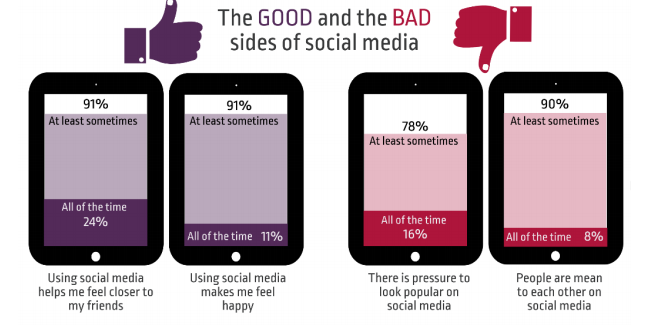 The GOOD and the BAD
sides of social media
91%
At least sometimes
All of the time
24%
Using social media
helps me feel closer to
my friends
91%
At least sometimes
All of the time 11%
Using social media
makes me feel
happy
78%
At least sometimes
All of the time
16%
There is pressure to
look popular on
social media
90%
At least sometimes
All of the time 8%
People are mean
to each other on
social media